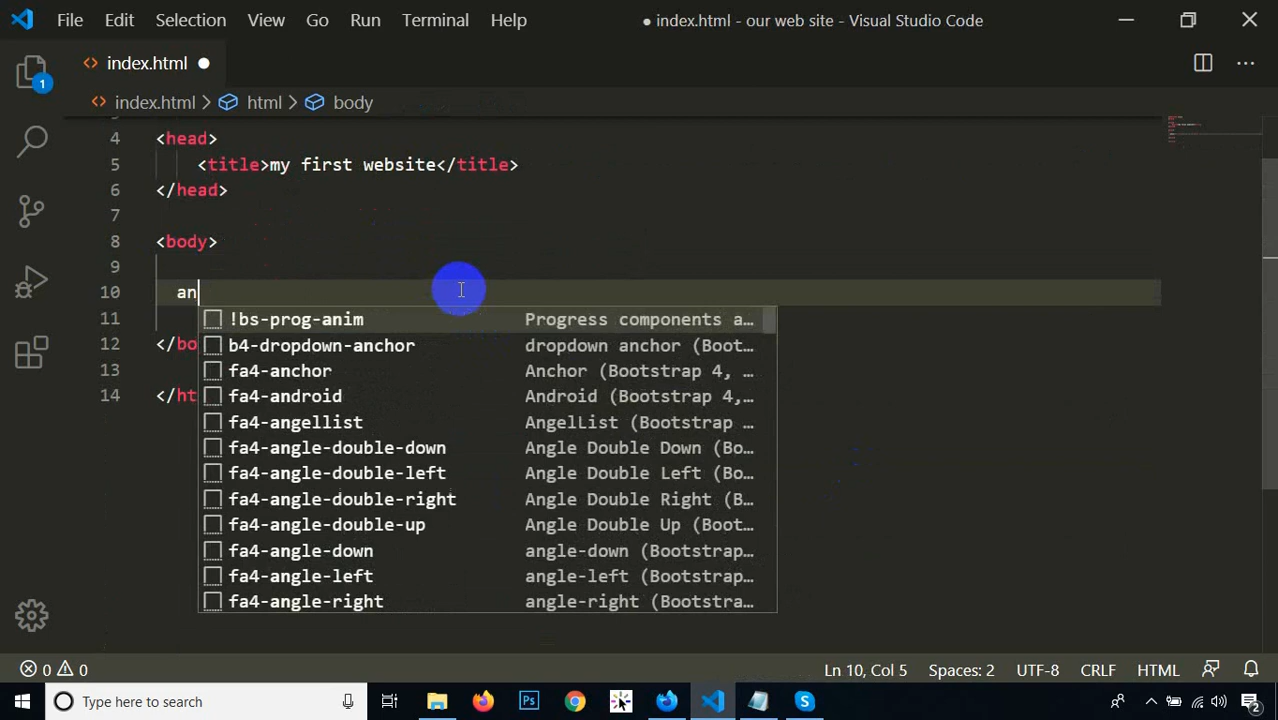 File Edit Selection View Go Run Terminal Help ● index.html - our web site - Visual Studio Code
index.html ●
index.html > html > body
1
4 <head>
5 <title>my first website</title>
6 </head>
7
8 <body>
9
10 an
11
12 </bo
13
14 </ht
!bs-prog-anim Progress components a...
b4-dropdown-anchor dropdown anchor (Boot...
fa4-anchor Anchor (Bootstrap 4, ...
fa4-android Android (Bootstrap 4,...
fa4-angellist AngelList (Bootstrap ...
fa4-angle-double-down Angle Double Down (Bo...
fa4-angle-double-left Angle Double Left (Bo...
fa4-angle-double-right Angle Double Right (B...
fa4-angle-double-up Angle Double Up (Boot...
fa4-angle-down angle-down (Bootstrap...
fa4-angle-left angle-left (Bootstrap...
fa4-angle-right angle-right (Bootstra...
0 0 Ln 10, Col 5 Spaces: 2 UTF-8 CRLF HTML
Type here to search Ps 2